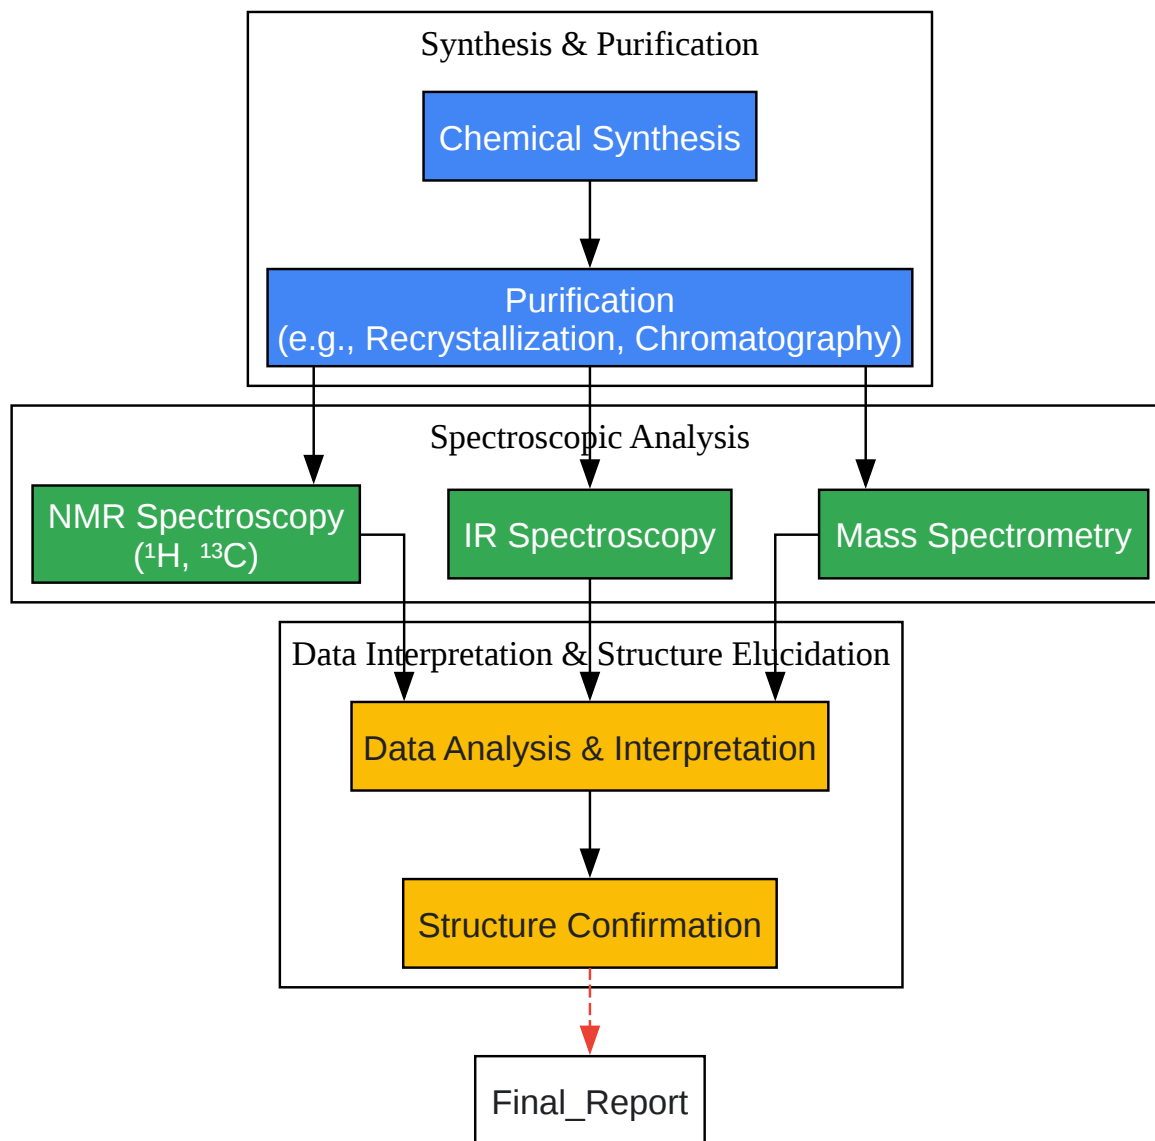 Synthesis & Purification
Chemical Synthesis
Purification
(e.g., Recrystallization, Chromatography)
Spectroscopic Analysis
NMR Spectroscopy
(¹H, ¹³C)
IR Spectroscopy
Mass Spectrometry
Data Interpretation & Structure Elucidation
Data Analysis & Interpretation
Structure Confirmation
Final_Report